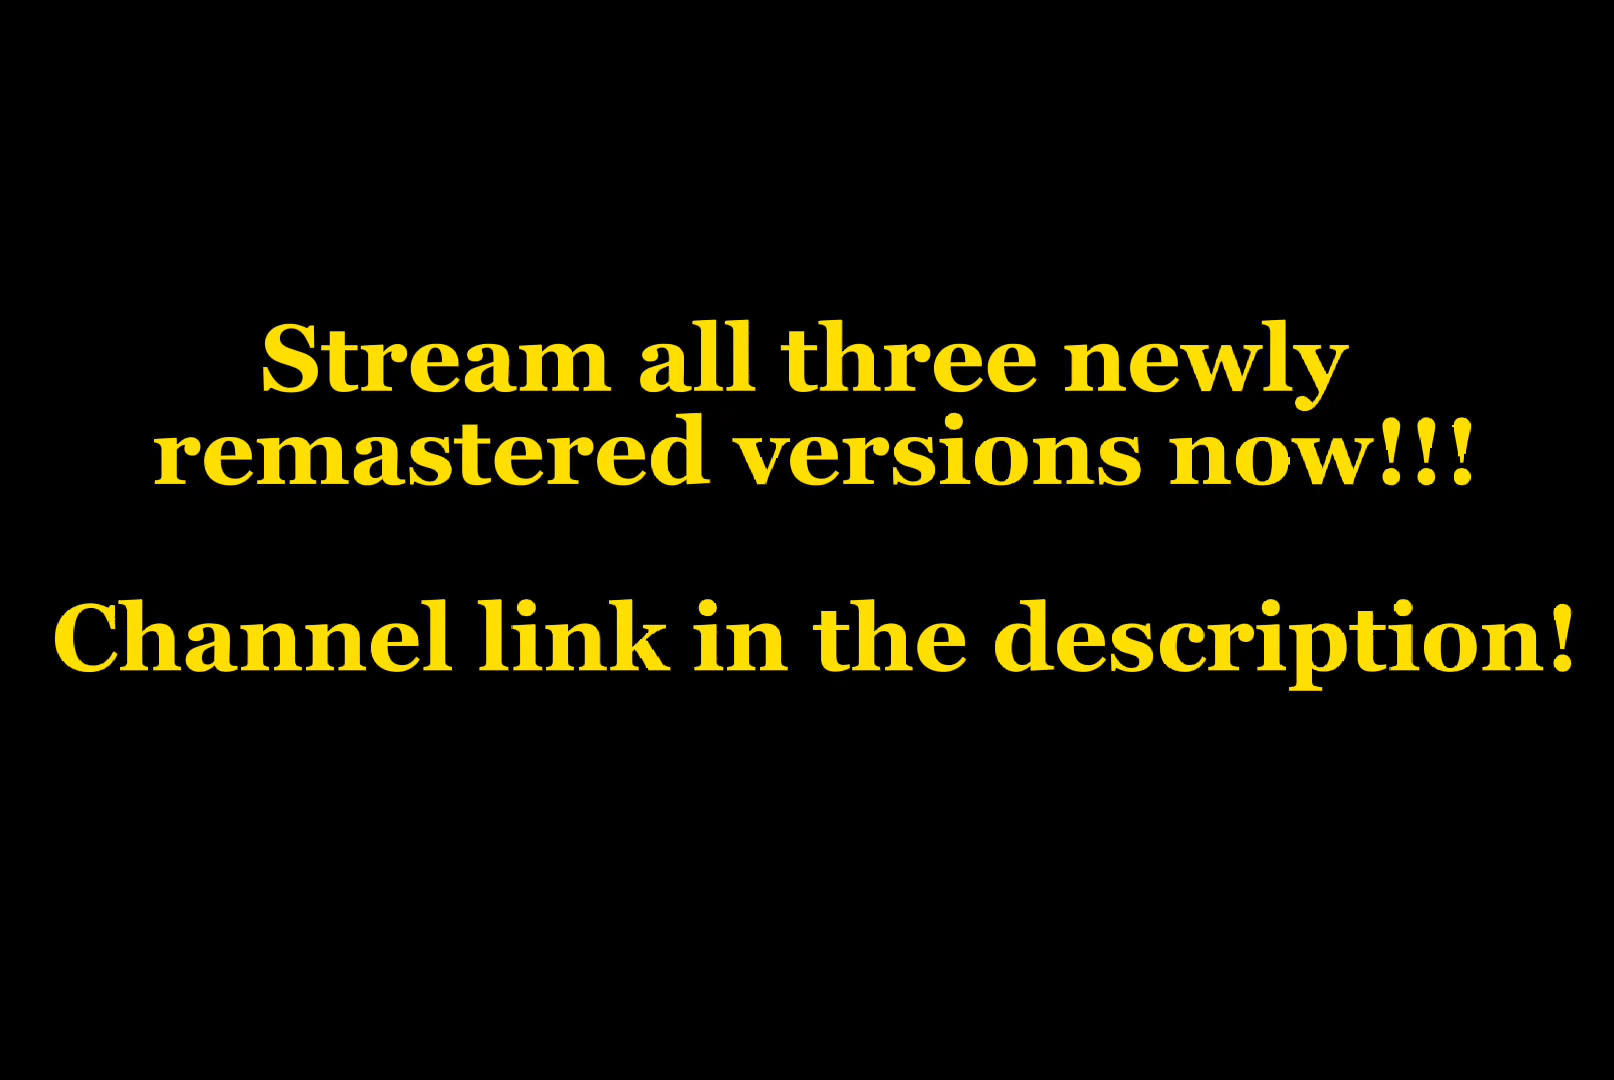 Stream all three newly
remastered versions now!!!
Channel link in the description!